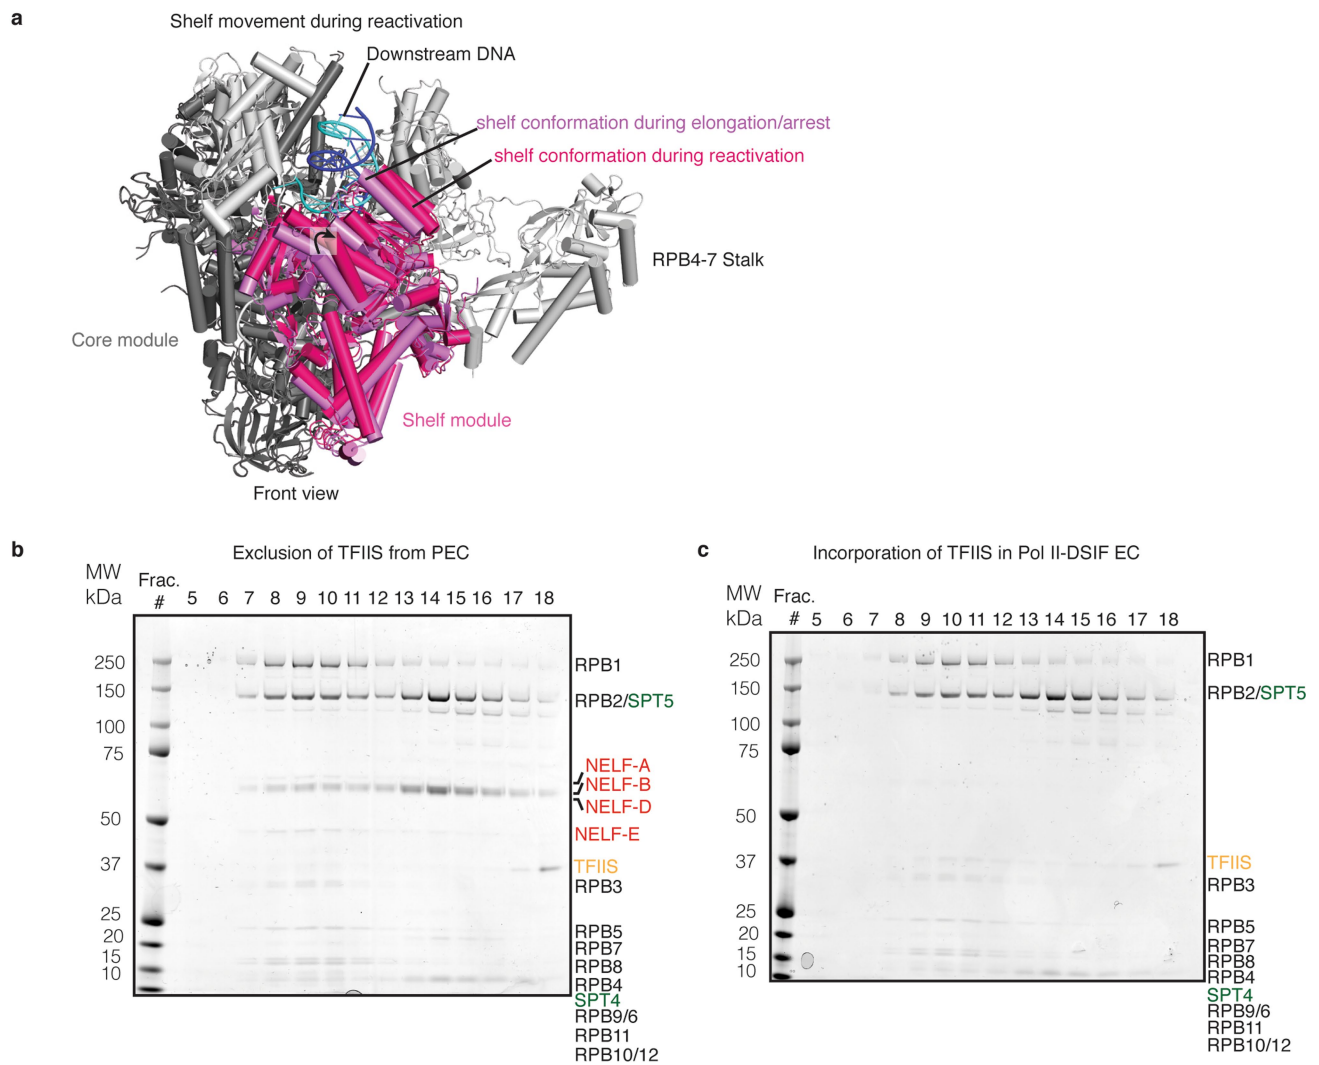 a
Shelf movement during reactivation
Downstream DNA
shelf conformation during elongation/arrest
shelf conformation during reactivation
RPB4-7 Stalk
Core module
Shelf module
Front view
b
Exclusion of TFIIS from PEC
MW
kDa
Frac.
# 5 6 7 8 9 10 11 12 13 14 15 16 17 18
250
150
100
75
50
37
25
20
15
10
RPB1
RPB2/SPT5
NELF-A
NELF-B
NELF-D
NELF-E
TFIIS
RPB3
RPB5
RPB7
RPB8
RPB4
SPT4
RPB9/6
RPB11
RPB10/12
c
Incorporation of TFIIS in Pol II-DSIF EC
MW
kDa
Frac.
# 5 6 7 8 9 10 11 12 13 14 15 16 17 18
250
150
100
75
50
37
25
20
15
10
RPB1
RPB2/SPT5
TFIIS
RPB3
RPB5
RPB7
RPB8
RPB4
SPT4
RPB9/6
RPB11
RPB10/12